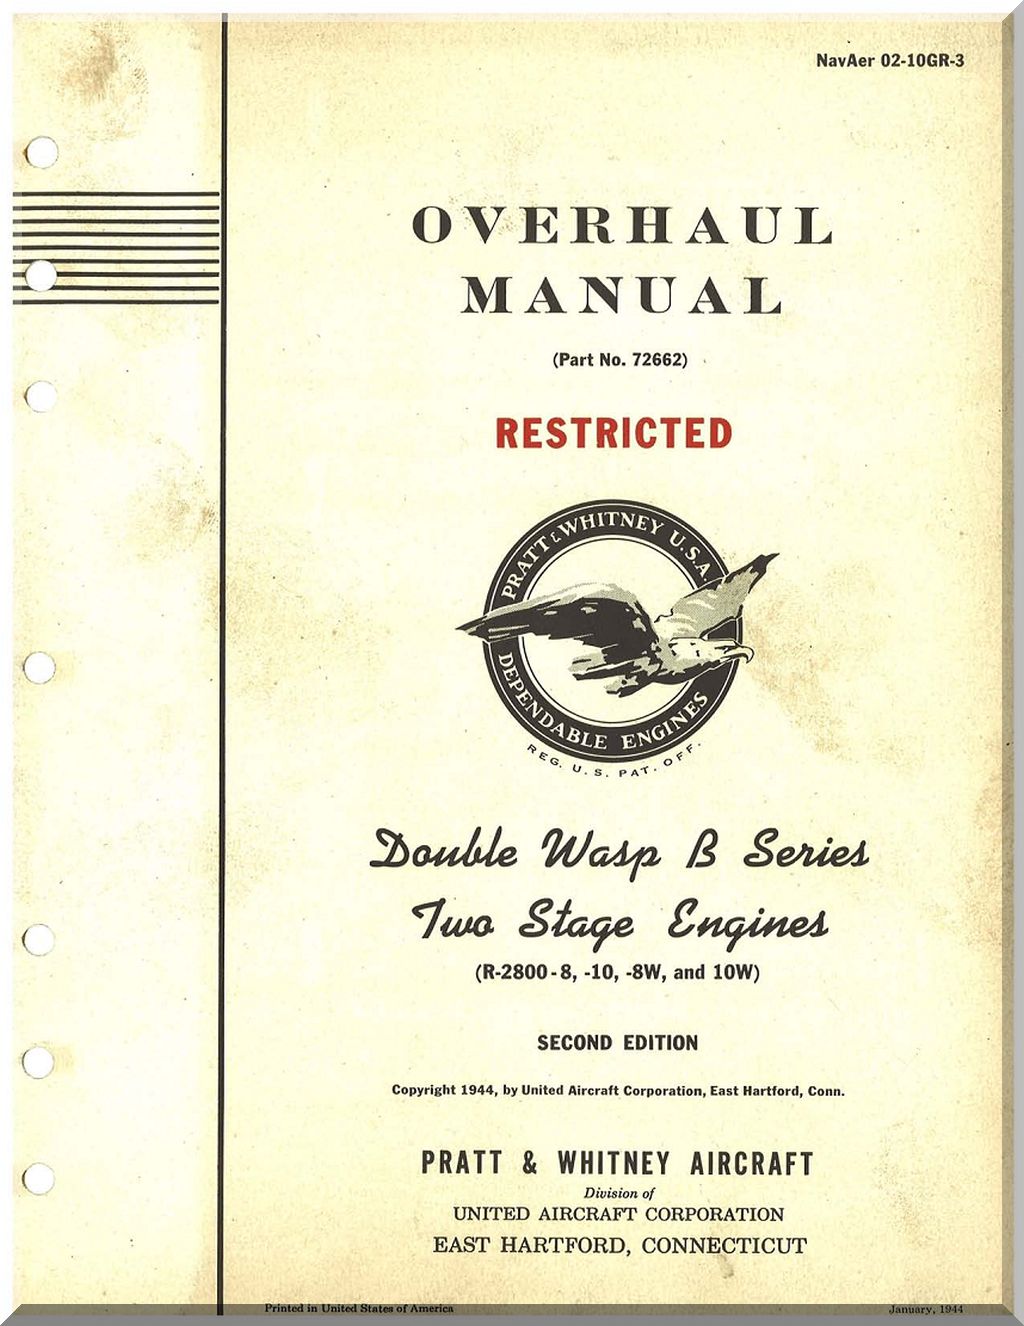 NavAer 02-10GR-3
OVERHAUL
MANUAL
(Part No. 72662)
RESTRICTED
PRATT & WHITNEY U.S.A.
DEPENDABLE ENGINES
REG. U.S. PAT. OFF.
Double Wasp B Series
Two Stage Engines
(R-2800-8, -10, -8W, and 10W)
SECOND EDITION
Copyright 1944, by United Aircraft Corporation, East Hartford, Conn.
PRATT & WHITNEY AIRCRAFT
Division of
UNITED AIRCRAFT CORPORATION
EAST HARTFORD, CONNECTICUT
Printed in United States of America
January, 1944